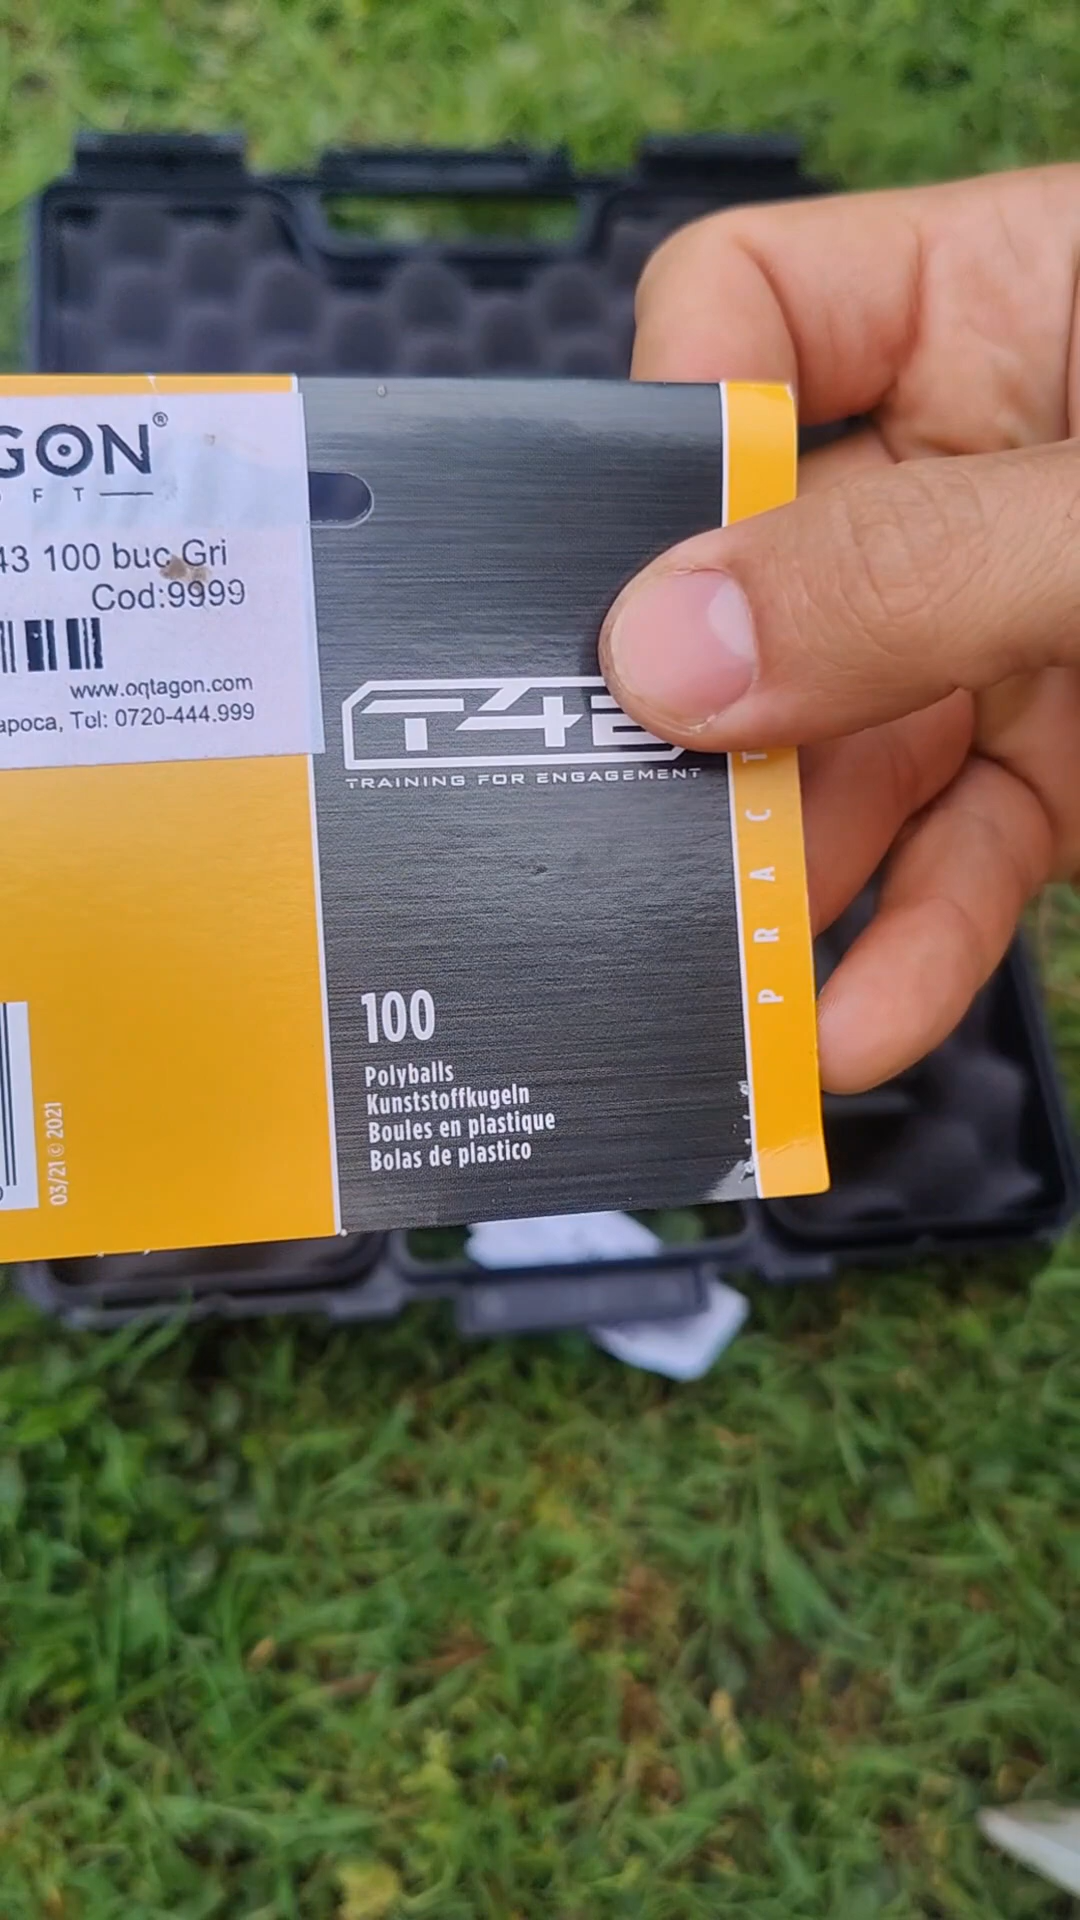 GON®
F T
43 100 buc Gri
Cod:9999
www.oqtagon.com
apoca, Tel: 0720-444.999
T4E
TRAINING FOR ENGAGEMENT
100
Polyballs
Kunststoffkugeln
Boules en plastique
Bolas de plastico
P R A C T
03/21 © 2021